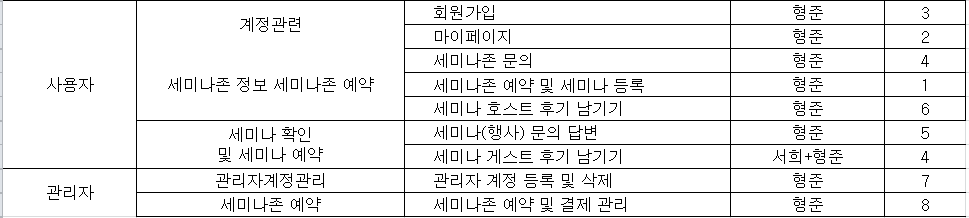 계정관련 회원가입 형준 3
마이페이지 형준 2
세미나존 문의 형준 4
사용자 세미나존 정보 세미나존 예약 세미나존 예약 및 세미나 등록 형준 1
세미나 호스트 후기 남기기 형준 6
세미나 확인 세미나(행사) 문의 답변 형준 5
및 세미나 예약 세미나 게스트 후기 남기기 서희+형준 4
관리자 관리자계정관리 관리자 계정 등록 및 삭제 형준 7
세미나존 예약 세미나존 예약 및 결제 관리 형준 8